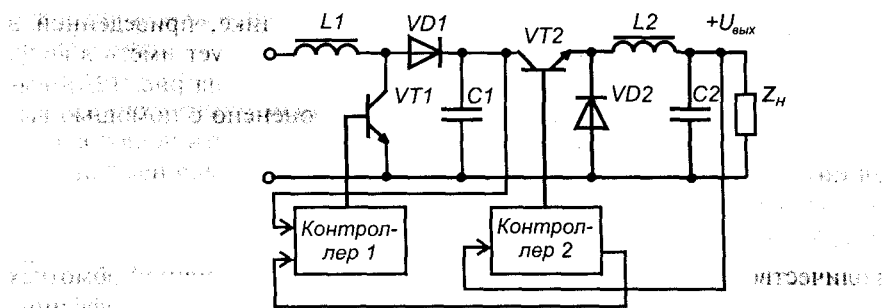 L1
VD1
VT2
L2
+Uвых
VT1
C1
VD2
C2
Zн
Контрол-
лер 1
Контрол-
лер 2